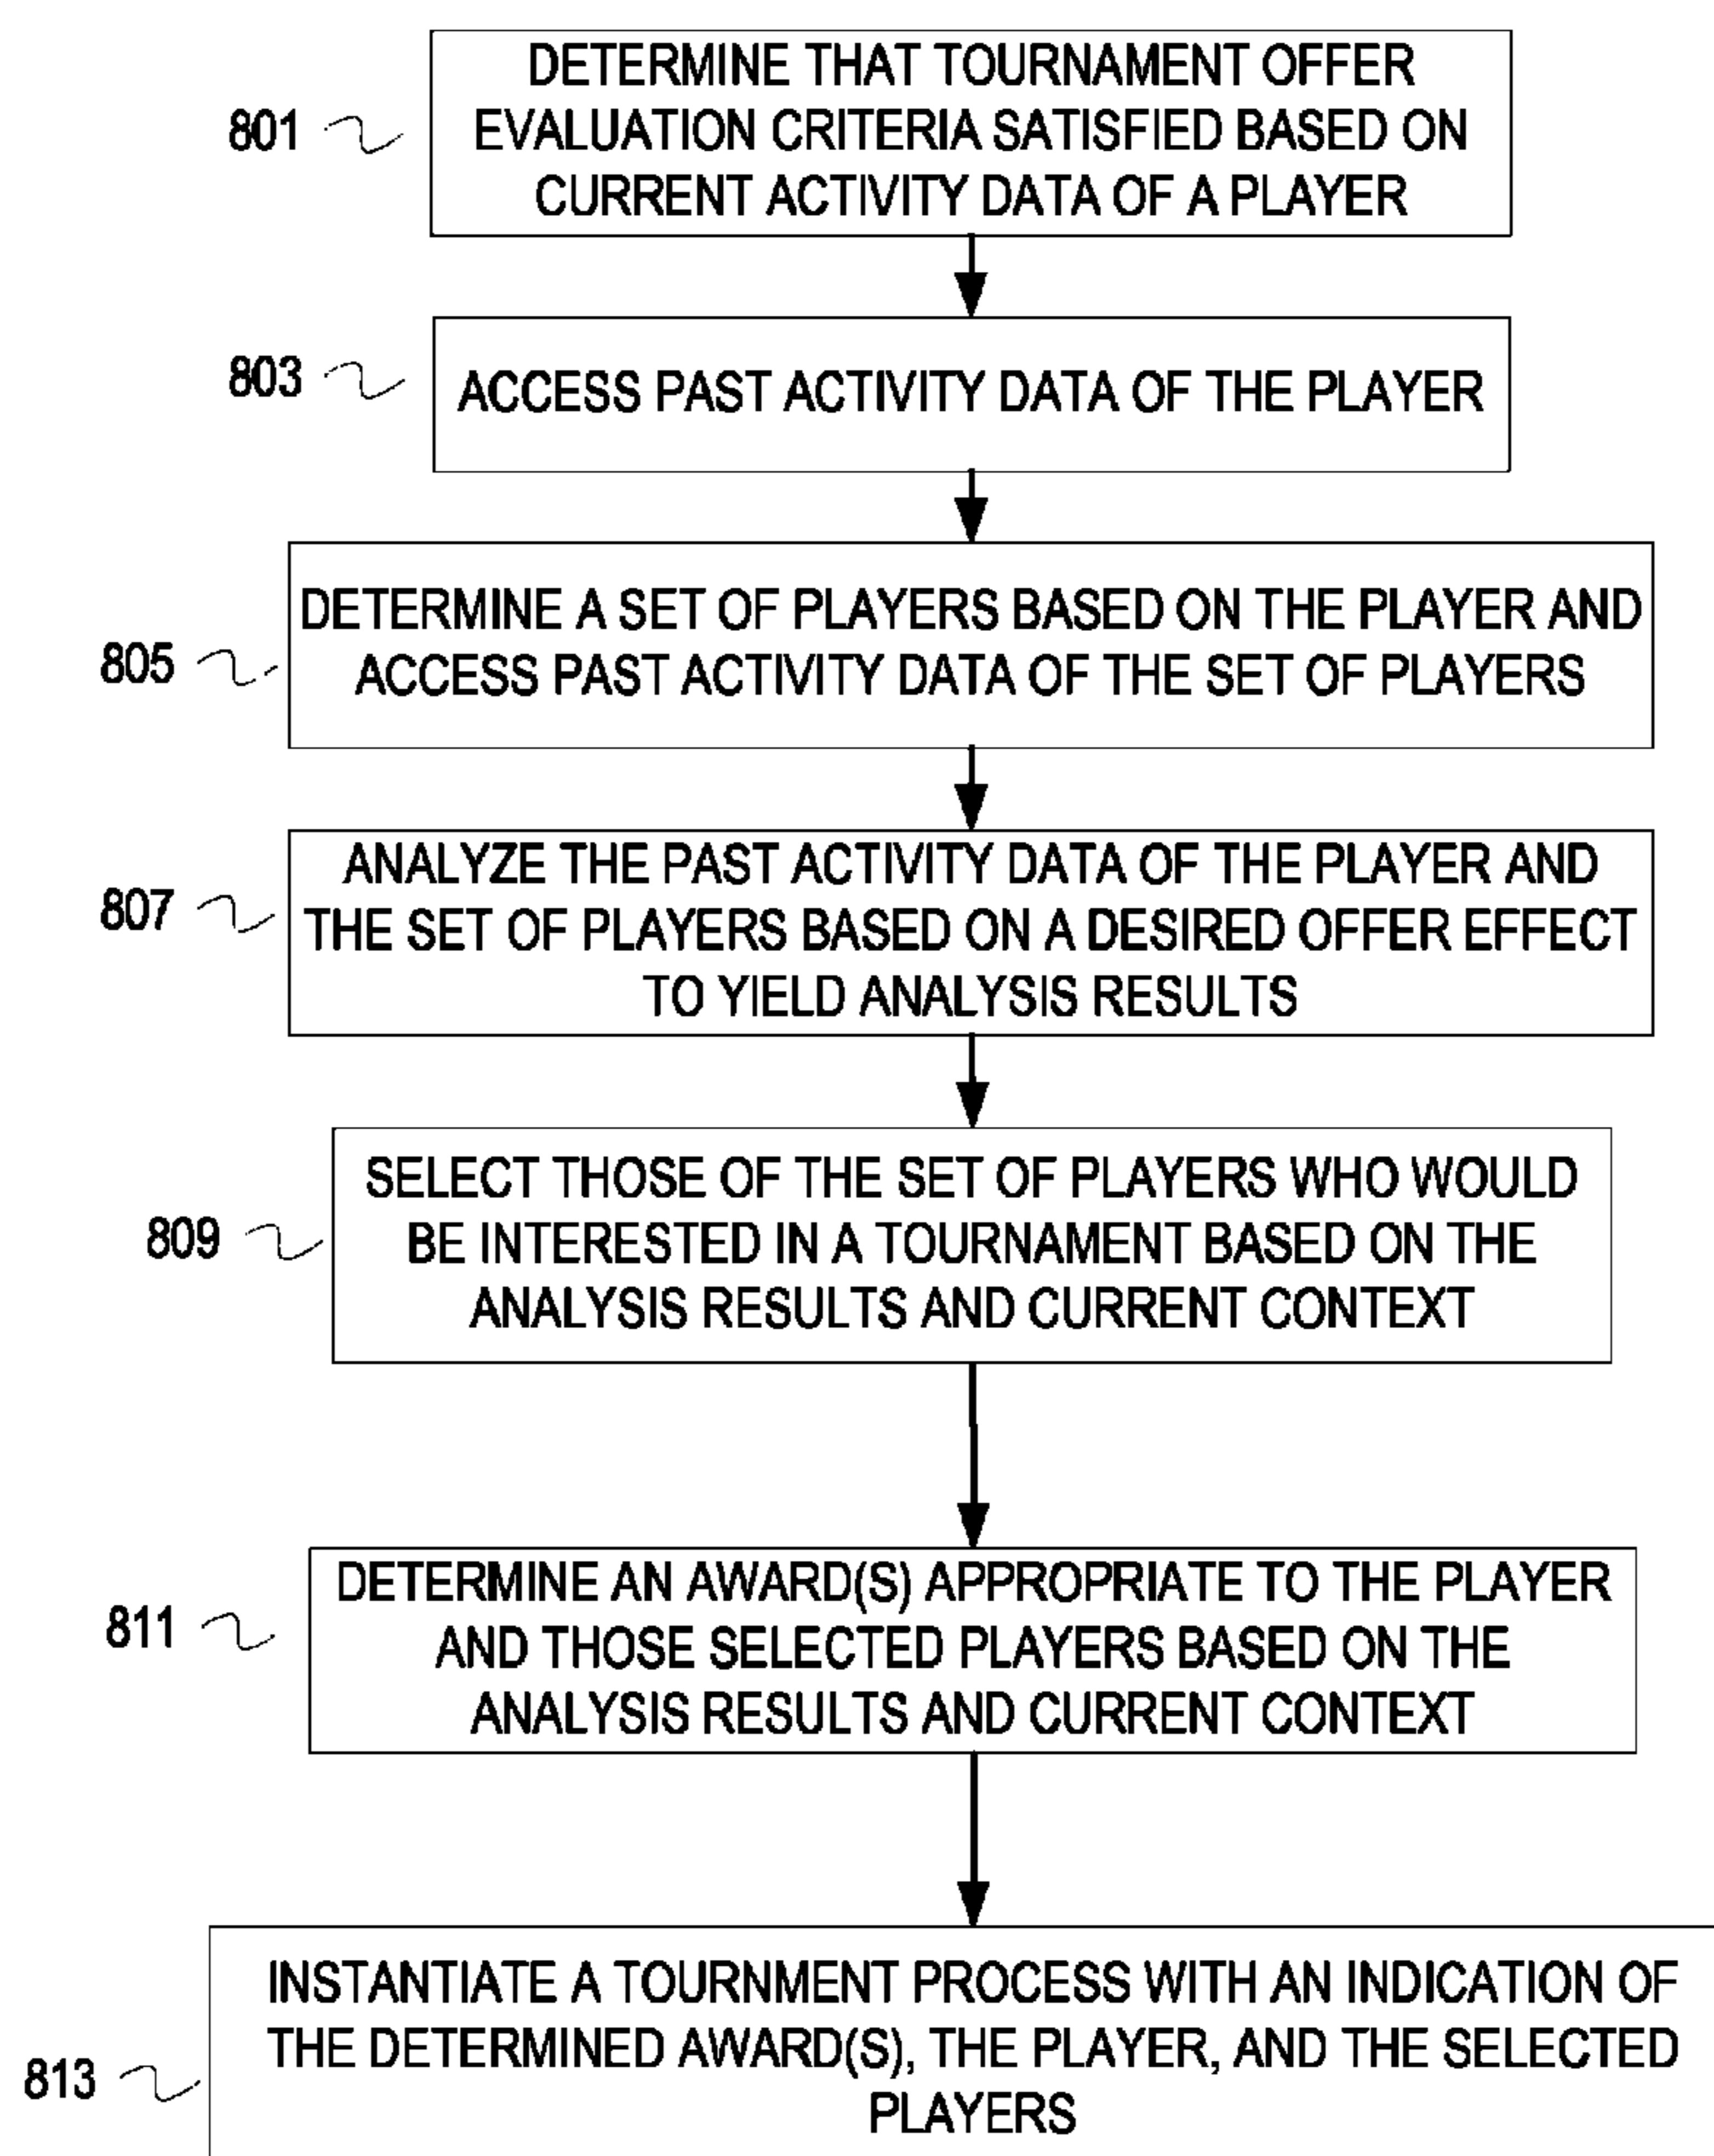 DETERMINE THAT TOURNAMENT OFFER
EVALUATION CRITERIA SATISFIED BASED ON
CURRENT ACTIVITY DATA OF A PLAYER
801
803
ACCESS PAST ACTIVITY DATA OF THE PLAYER
DETERMINE A SET OF PLAYERS BASED ON THE PLAYER AND
ACCESS PAST ACTIVITY DATA OF THE SET OF PLAYERS
805
ANALYZE THE PAST ACTIVITY DATA OF THE PLAYER AND
THE SET OF PLAYERS BASED ON A DESIRED OFFER EFFECT
TO YIELD ANALYSIS RESULTS
807
SELECT THOSE OF THE SET OF PLAYERS WHO WOULD
BE INTERESTED IN A TOURNAMENT BASED ON THE
ANALYSIS RESULTS AND CURRENT CONTEXT
809
DETERMINE AN AWARD(S) APPROPRIATE TO THE PLAYER
AND THOSE SELECTED PLAYERS BASED ON THE
ANALYSIS RESULTS AND CURRENT CONTEXT
811
INSTANTIATE A TOURNMENT PROCESS WITH AN INDICATION OF
THE DETERMINED AWARD(S), THE PLAYER, AND THE SELECTED
PLAYERS
813